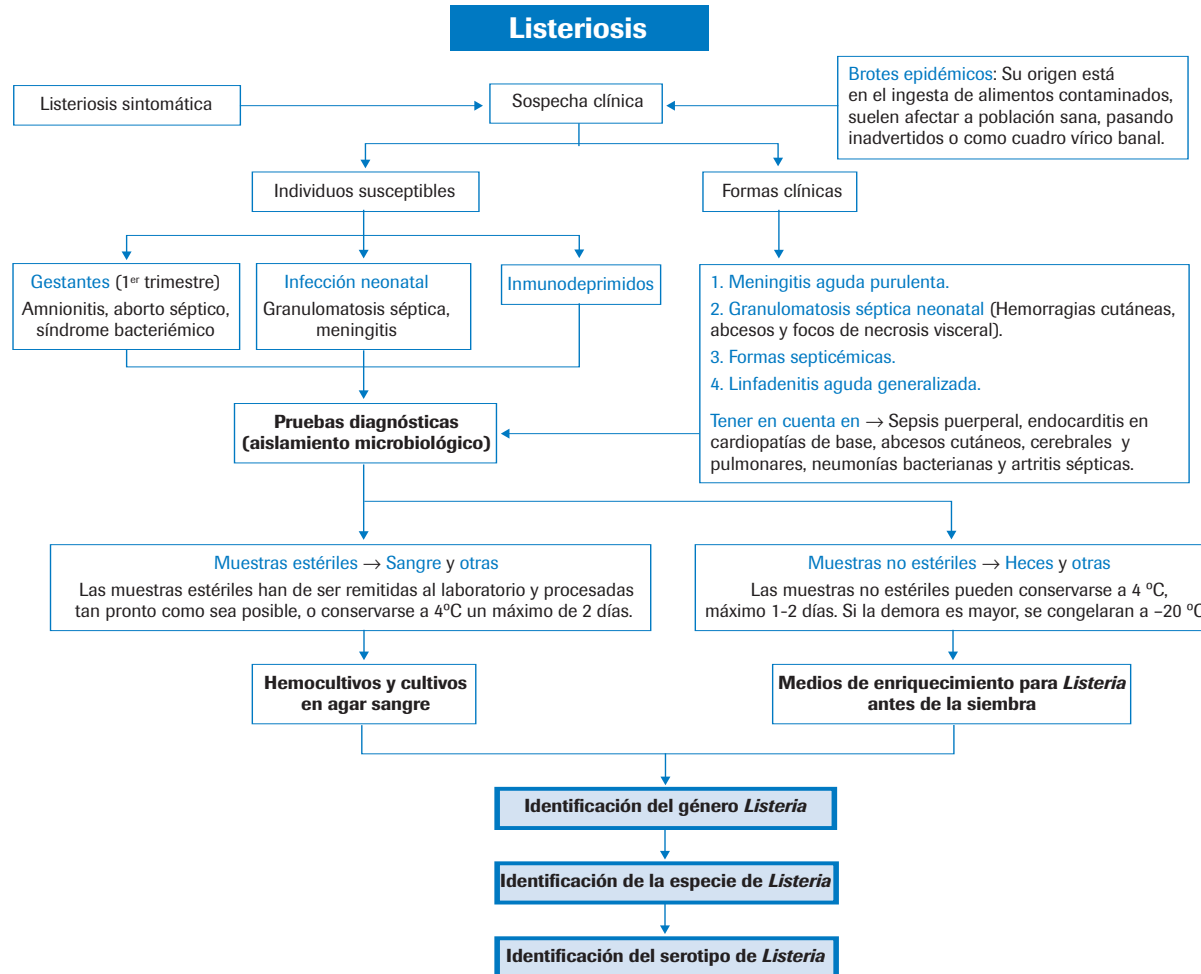 Listeriosis
Listeriosis sintomática
Sospecha clínica
Brotes epidémicos: Su origen está
en el ingesta de alimentos contaminados,
suelen afectar a población sana, pasando
inadvertidos o como cuadro vírico banal.
Individuos susceptibles
Formas clínicas
Gestantes (1er trimestre)
Amnionitis, aborto séptico,
síndrome bacteriémico
Infección neonatal
Granulomatosis séptica,
meningitis
Inmunodeprimidos
1. Meningitis aguda purulenta.
2. Granulomatosis séptica neonatal (Hemorragias cutáneas,
abcesos y focos de necrosis visceral).
3. Formas septicémicas.
4. Linfadenitis aguda generalizada.
Tener en cuenta en → Sepsis puerperal, endocarditis en
cardiopatías de base, abcesos cutáneos, cerebrales y
pulmonares, neumonías bacterianas y artritis sépticas.
Pruebas diagnósticas
(aislamiento microbiológico)
Muestras estériles → Sangre y otras
Las muestras estériles han de ser remitidas al laboratorio y procesadas
tan pronto como sea posible, o conservarse a 4ºC un máximo de 2 días.
Muestras no estériles → Heces y otras
Las muestras no estériles pueden conservarse a 4 ºC,
máximo 1-2 días. Si la demora es mayor, se congelaran a –20 ºC
Hemocultivos y cultivos
en agar sangre
Medios de enriquecimiento para Listeria
antes de la siembra
Identificación del género Listeria
Identificación de la especie de Listeria
Identificación del serotipo de Listeria